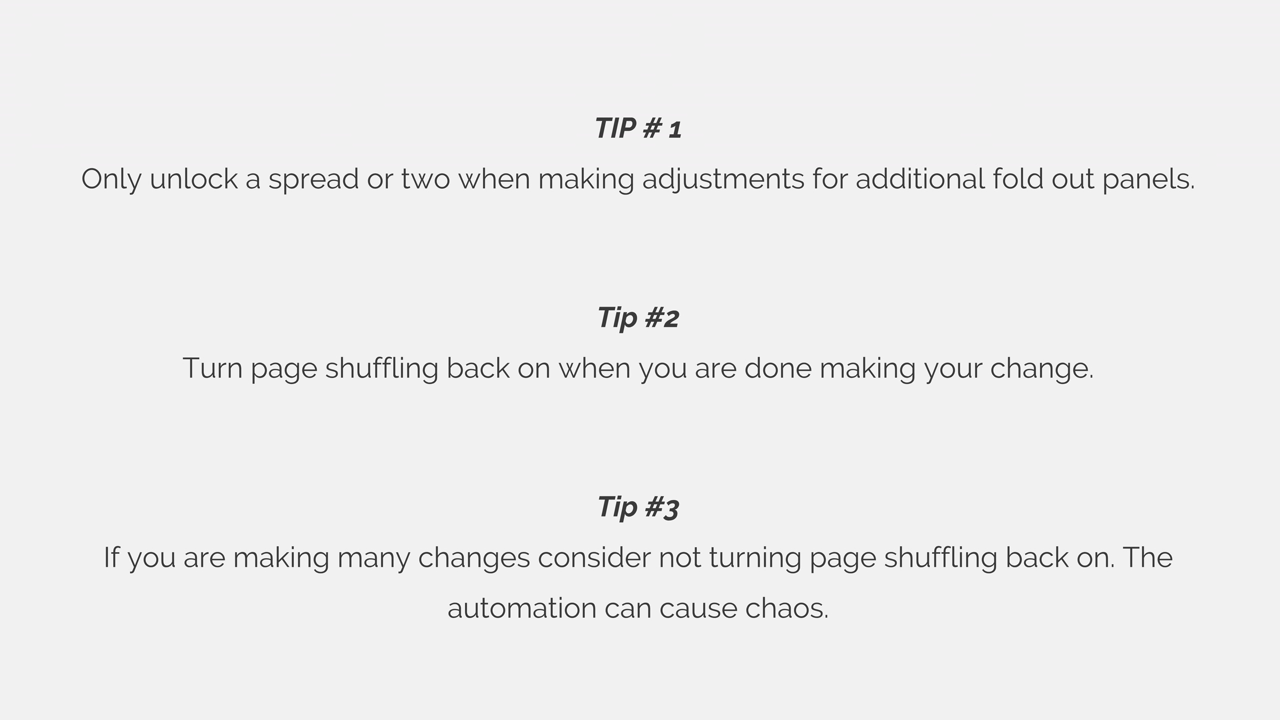 TIP # 1
Only unlock a spread or two when making adjustments for additional fold out panels.
Tip #2
Turn page shuffling back on when you are done making your change.
Tip #3
If you are making many changes consider not turning page shuffling back on. The
automation can cause chaos.